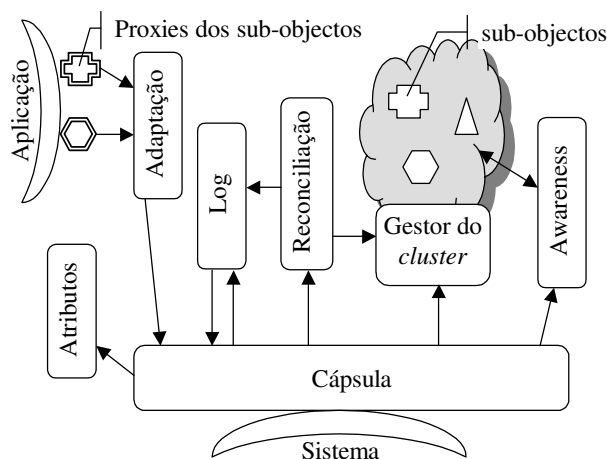 Proxies dos sub-objectos
sub-objectos
Aplicação
Adaptação
Log
Reconciliação
Gestor do
cluster
Awareness
Atributos
Cápsula
Sistema